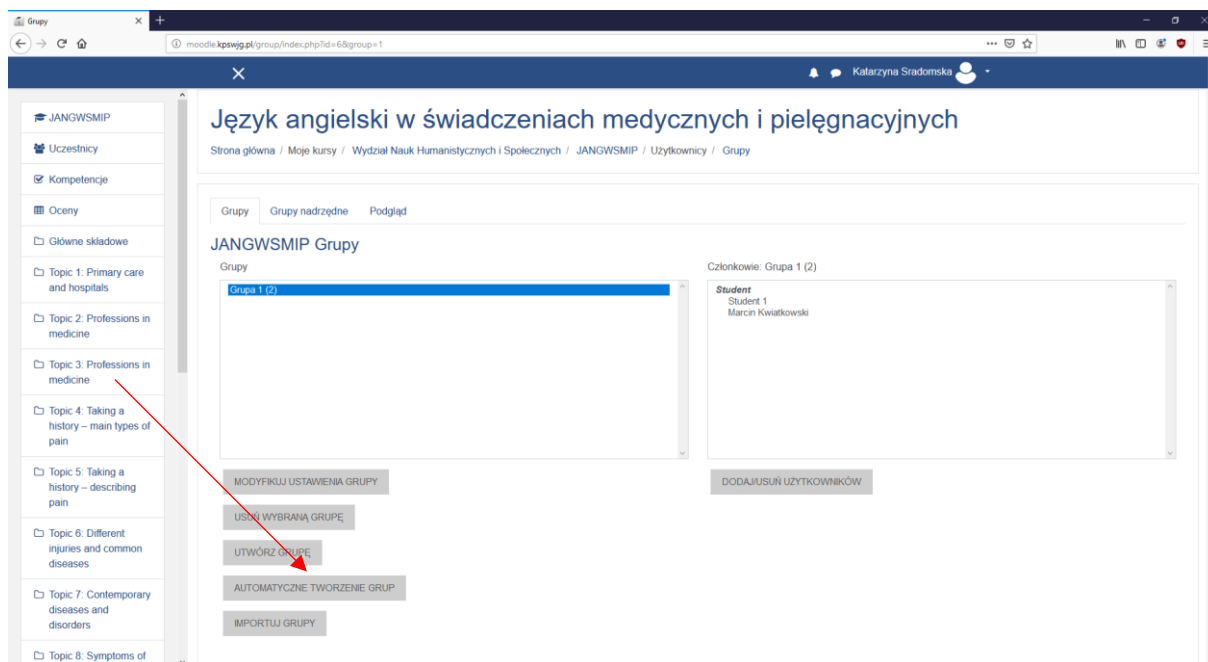 Grupy
moodle.kpswjg.pl/group/index.php?id=6&group=1
Katarzyna Sradomska
JANGWSMIP
Uczestnicy
Kompetencje
Oceny
Główne składowe
Topic 1: Primary care
and hospitals
Topic 2: Professions in
medicine
Topic 3: Professions in
medicine
Topic 4: Taking a
history – main types of
pain
Topic 5: Taking a
history – describing
pain
Topic 6: Different
injuries and common
diseases
Topic 7: Contemporary
diseases and
disorders
Topic 8: Symptoms of
Język angielski w świadczeniach medycznych i pielęgnacyjnych
Strona główna / Moje kursy / Wydział Nauk Humanistycznych i Społecznych / JANGWSMIP / Użytkownicy / Grupy
Grupy Grupy nadrzędne Podgląd
JANGWSMIP Grupy
Grupy
Grupa 1 (2)
Członkowie: Grupa 1 (2)
Student
Student 1
Marcin Kwiatkowski
MODYFIKUJ USTAWIENIA GRUPY
DODAJ/USUŃ UŻYTKOWNIKÓW
USUŃ WYBRANĄ GRUPĘ
UTWÓRZ GRUPĘ
AUTOMATYCZNE TWORZENIE GRUP
IMPORTUJ GRUPY